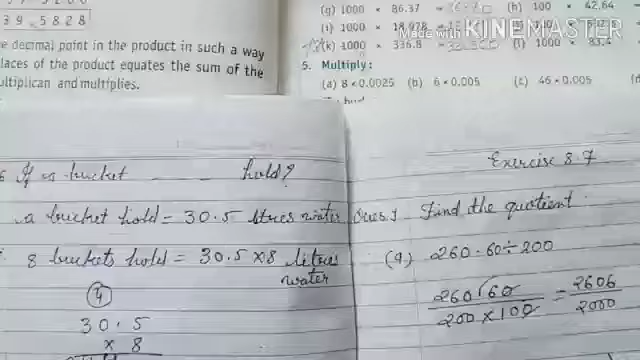 39.5828
e decimal point in the product in such a way
laces of the product equates the sum of the
ultiplican and multiplies.
(g) 1000 × 86.37 (h) 100 × 42.64
(i) 1000 × 18.978
(k) 1000 × 336.8 (l) 1000 × 83.4
5. Multiply:
(a) 8 × 0.0025 (b) 6 × 0.005 (c) 46 × 0.005 (d
If a bucket hold?
a bucket hold = 30.5 litres water
8 buckets hold = 30.5 × 8 litres
water
4
30.5
× 8
Exercise 8.7
Ques.1 Find the quotient.
(a) 260.60 ÷ 200
26060/200×100 = 2606/2000
KINEMASTER
Made with